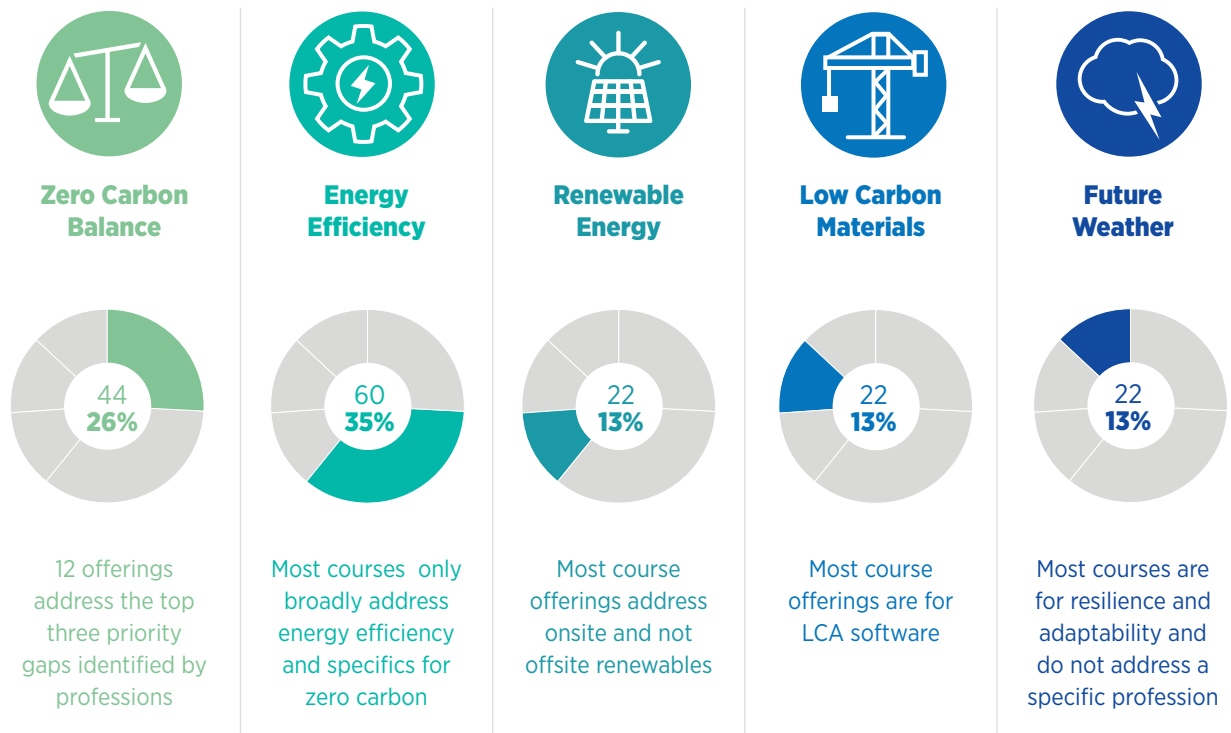 Zero Carbon
Balance
44
26%
12 offerings
address the top
three priority
gaps identified by
professions
Energy
Efficiency
60
35%
Most courses only
broadly address
energy efficiency
and specifics for
zero carbon
Renewable
Energy
22
13%
Most course
offerings address
onsite and not
offsite renewables
Low Carbon
Materials
22
13%
Most course
offerings are for
LCA software
Future
Weather
22
13%
Most courses are
for resilience and
adaptability and
do not address a
specific profession